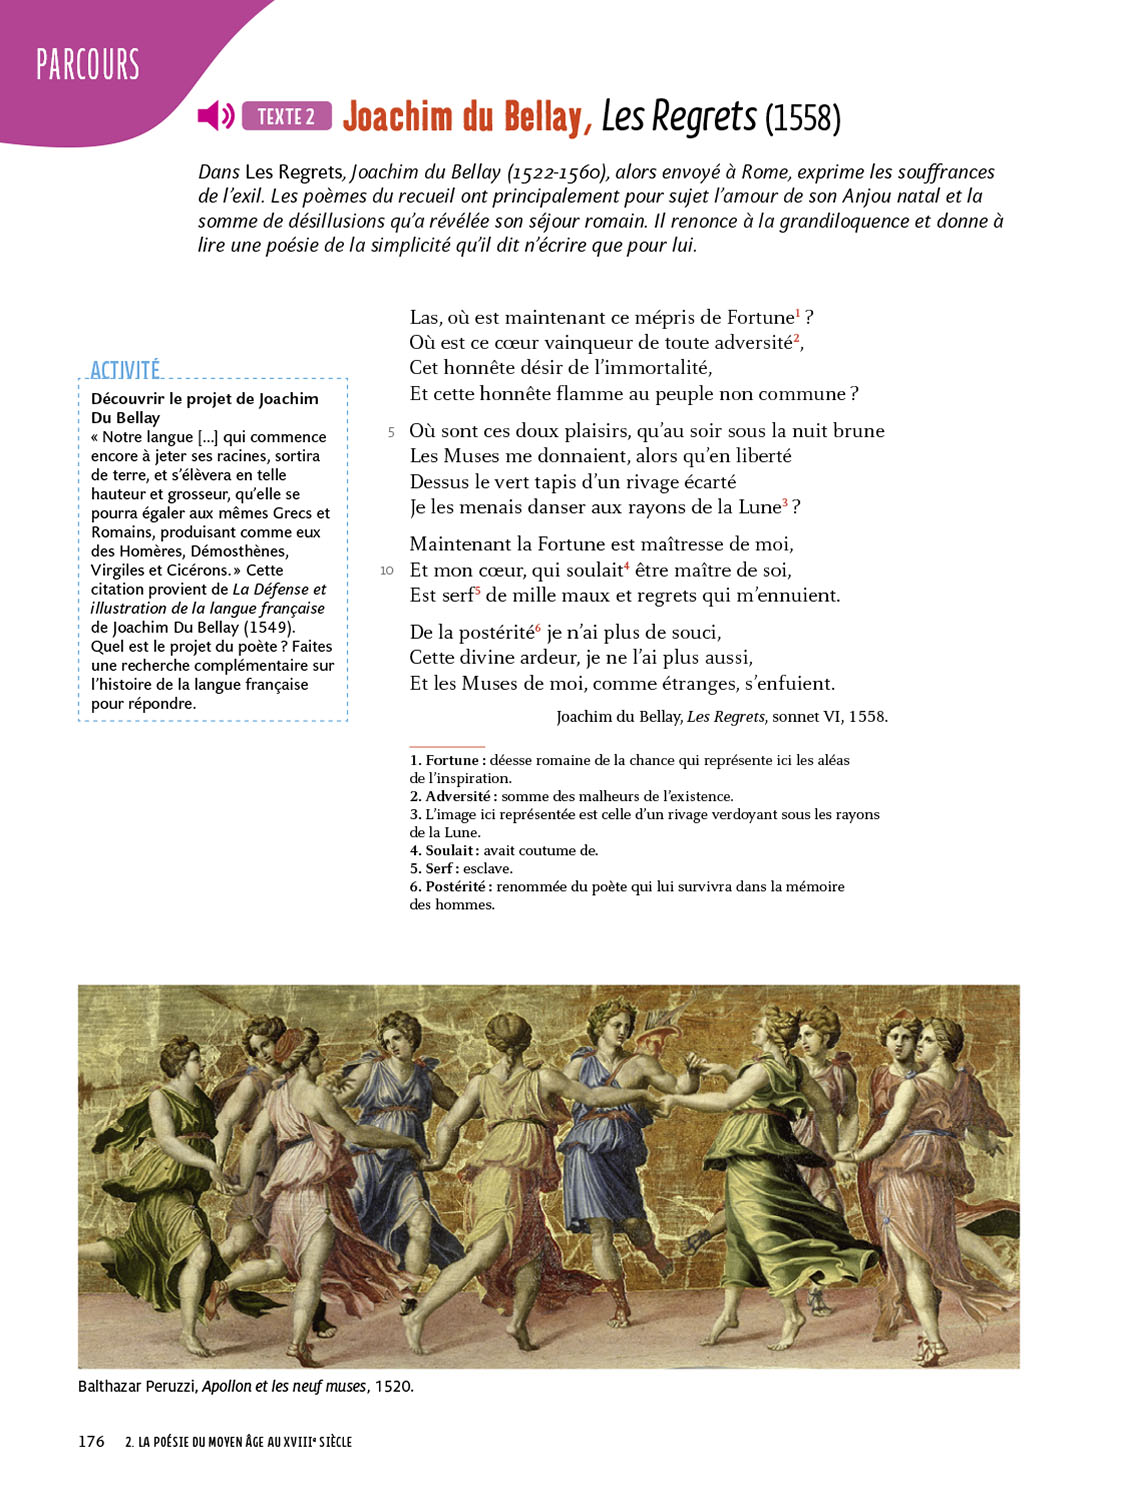 PARCOURS
TEXTE 2 Joachim du Bellay, Les Regrets (1558)
Dans Les Regrets, Joachim du Bellay (1522-1560), alors envoyé à Rome, exprime les souffrances
de l'exil. Les poèmes du recueil ont principalement pour sujet l'amour de son Anjou natal et la
somme de désillusions qu'a révélée son séjour romain. Il renonce à la grandiloquence et donne à
lire une poésie de la simplicité qu'il dit n'écrire que pour lui.
ACTIVITÉ
Découvrir le projet de Joachim
Du Bellay
« Notre langue [...] qui commence
encore à jeter ses racines, sortira
de terre, et s'élèvera en telle
hauteur et grosseur, qu'elle se
pourra égaler aux mêmes Grecs et
Romains, produisant comme eux
des Homères, Démosthènes,
Virgiles et Cicérons. » Cette
citation provient de La Défense et
illustration de la langue française
de Joachim Du Bellay (1549).
Quel est le projet du poète ? Faites
une recherche complémentaire sur
l'histoire de la langue française
pour répondre.
Las, où est maintenant ce mépris de Fortune1 ?
Où est ce cœur vainqueur de toute adversité2,
Cet honnête désir de l'immortalité,
Et cette honnête flamme au peuple non commune ?
5 Où sont ces doux plaisirs, qu'au soir sous la nuit brune
Les Muses me donnaient, alors qu'en liberté
Dessus le vert tapis d'un rivage écarté
Je les menais danser aux rayons de la Lune3 ?
Maintenant la Fortune est maîtresse de moi,
10 Et mon cœur, qui soulait4 être maître de soi,
Est serf5 de mille maux et regrets qui m'ennuient.
De la postérité6 je n'ai plus de souci,
Cette divine ardeur, je ne l'ai plus aussi,
Et les Muses de moi, comme étranges, s'enfuient.
Joachim du Bellay, Les Regrets, sonnet VI, 1558.
1. Fortune : déesse romaine de la chance qui représente ici les aléas
de l'inspiration.
2. Adversité : somme des malheurs de l'existence.
3. L'image ici représentée est celle d'un rivage verdoyant sous les rayons
de la Lune.
4. Soulait : avait coutume de.
5. Serf : esclave.
6. Postérité : renommée du poète qui lui survivra dans la mémoire
des hommes.
Balthazar Peruzzi, Apollon et les neuf muses, 1520.
176 2. LA POÉSIE DU MOYEN ÂGE AU XVIIIe SIÈCLE